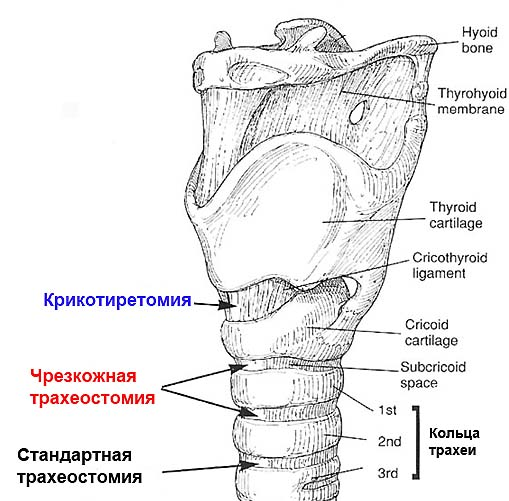 Hyoid
bone
Thyrohyoid
membrane
Thyroid
cartilage
Cricothyroid
ligament
Крикотиретомия
Cricoid
cartilage
Чрезкожная
трахеостомия
Subcricoid
space
1st
2nd
3rd
Кольца
трахеи
Стандартная
трахеостомия